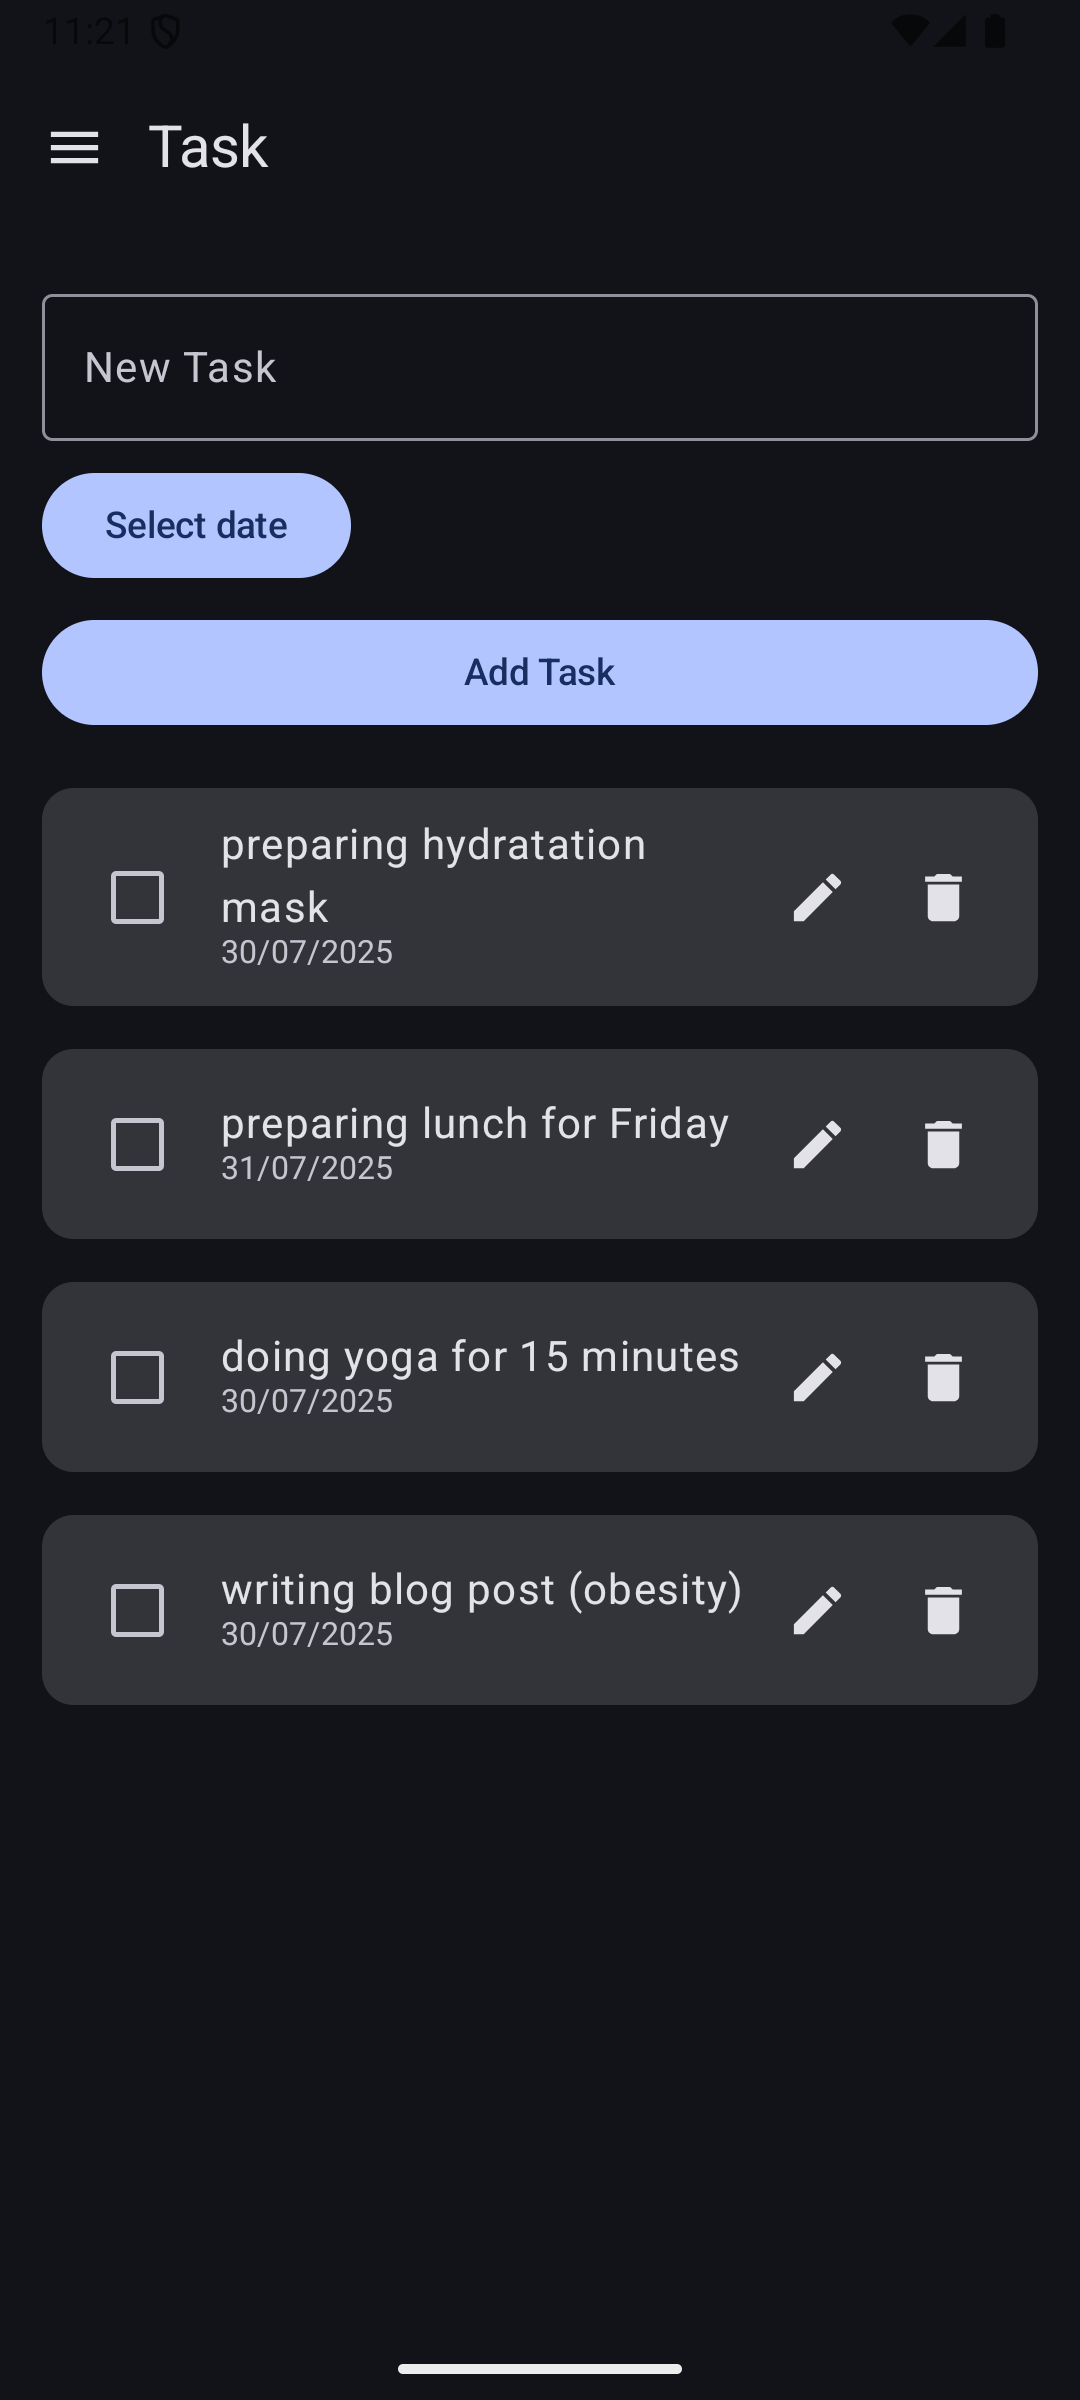 11:21
Task
New Task
Select date
Add Task
preparing hydratation
mask
30/07/2025
preparing lunch for Friday
31/07/2025
doing yoga for 15 minutes
30/07/2025
writing blog post (obesity)
30/07/2025